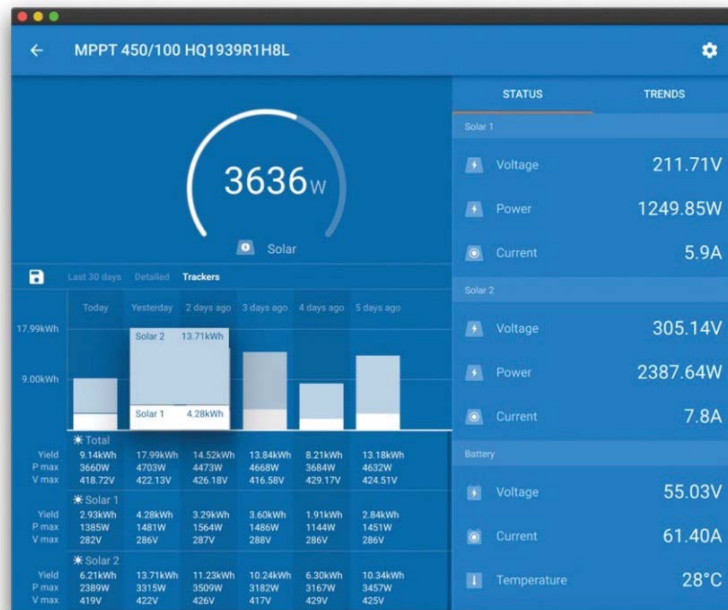 MPPT 450/100 HQ1939R1H8L
3636W
Solar
Last 30 days Detailed Trackers
Today Yesterday 2 days ago 3 days ago 4 days ago 5 days ago
17.99kWh
9.00kWh
Solar 2 13.71kWh
Solar 1 4.28kWh
Total
Yield 9.14kWh 17.99kWh 14.52kWh 13.84kWh 8.21kWh 13.18kWh
P max 3660W 4703W 4473W 4668W 3684W 4632W
V max 418.72V 422.13V 426.18V 416.58V 429.17V 424.51V
Solar 1
Yield 2.93kWh 4.28kWh 3.29kWh 3.60kWh 1.91kWh 2.84kWh
P max 1385W 1481W 1564W 1486W 1144W 1451W
V max 282V 286V 287V 288V 286V 286V
Solar 2
Yield 6.21kWh 13.71kWh 11.23kWh 10.24kWh 6.30kWh 10.34kWh
P max 2389W 3315W 3509W 3182W 3167W 3457W
V max 419V 422V 426V 417V 429V 425V
STATUS TRENDS
Solar 1
Voltage 211.71V
Power 1249.85W
Current 5.9A
Solar 2
Voltage 305.14V
Power 2387.64W
Current 7.8A
Battery
Voltage 55.03V
Current 61.40A
Temperature 28°C